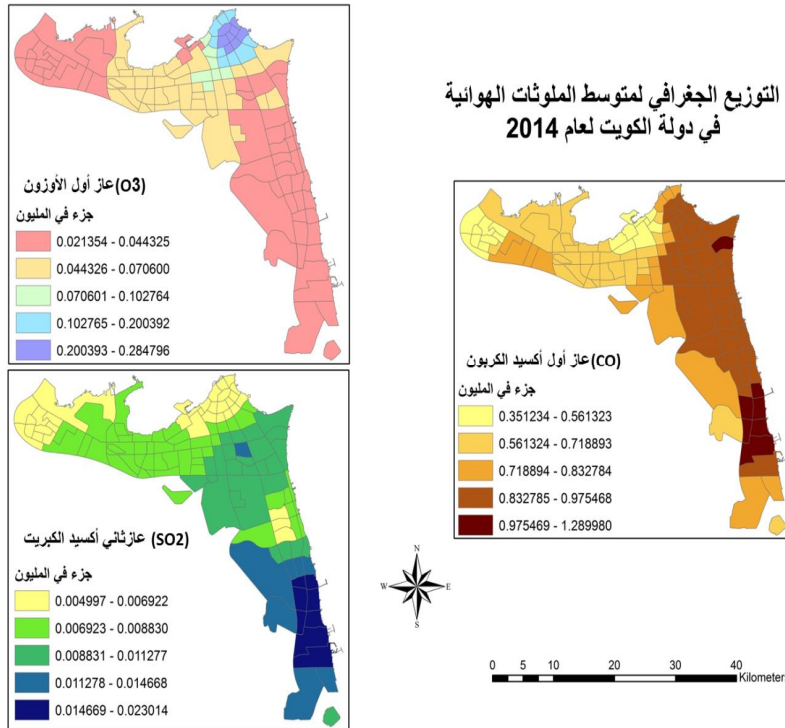 التوزيع الجغرافي لمتوسط الملوثات الهوائية
في دولة الكويت لعام 2014
عاز أول الأوزون(O3)
جزء في المليون
0.021354 - 0.044325
0.044326 - 0.070600
0.070601 - 0.102764
0.102765 - 0.200392
0.200393 - 0.284796
عاز أول أكسيد الكربون(CO)
جزء في المليون
0.351234 - 0.561323
0.561324 - 0.718893
0.718894 - 0.832784
0.832785 - 0.975468
0.975469 - 1.289980
عازثاني أكسيد الكبريت (SO2)
جزء في المليون
0.004997 - 0.006922
0.006923 - 0.008830
0.008831 - 0.011277
0.011278 - 0.014668
0.014669 - 0.023014
N
W E
S
0 5 10 20 30 40
Kilometers